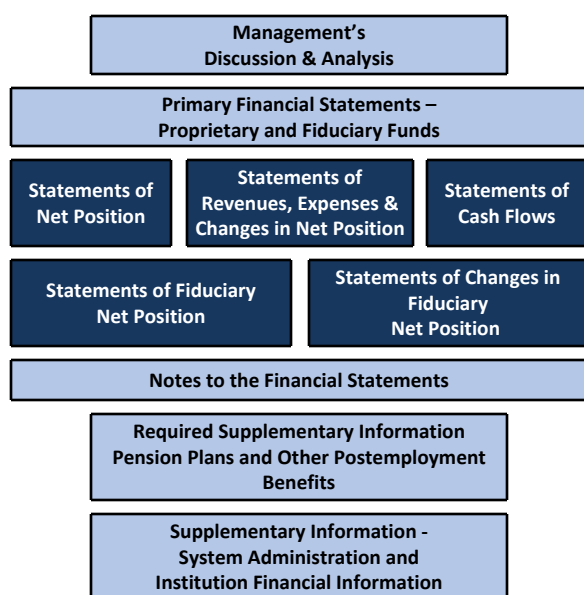 Management's
Discussion & Analysis
Primary Financial Statements –
Proprietary and Fiduciary Funds
Statements of
Net Position
Statements of
Revenues, Expenses &
Changes in Net Position
Statements of
Cash Flows
Statements of Fiduciary
Net Position
Statements of Changes in
Fiduciary
Net Position
Notes to the Financial Statements
Required Supplementary Information
Pension Plans and Other Postemployment
Benefits
Supplementary Information -
System Administration and
Institution Financial Information